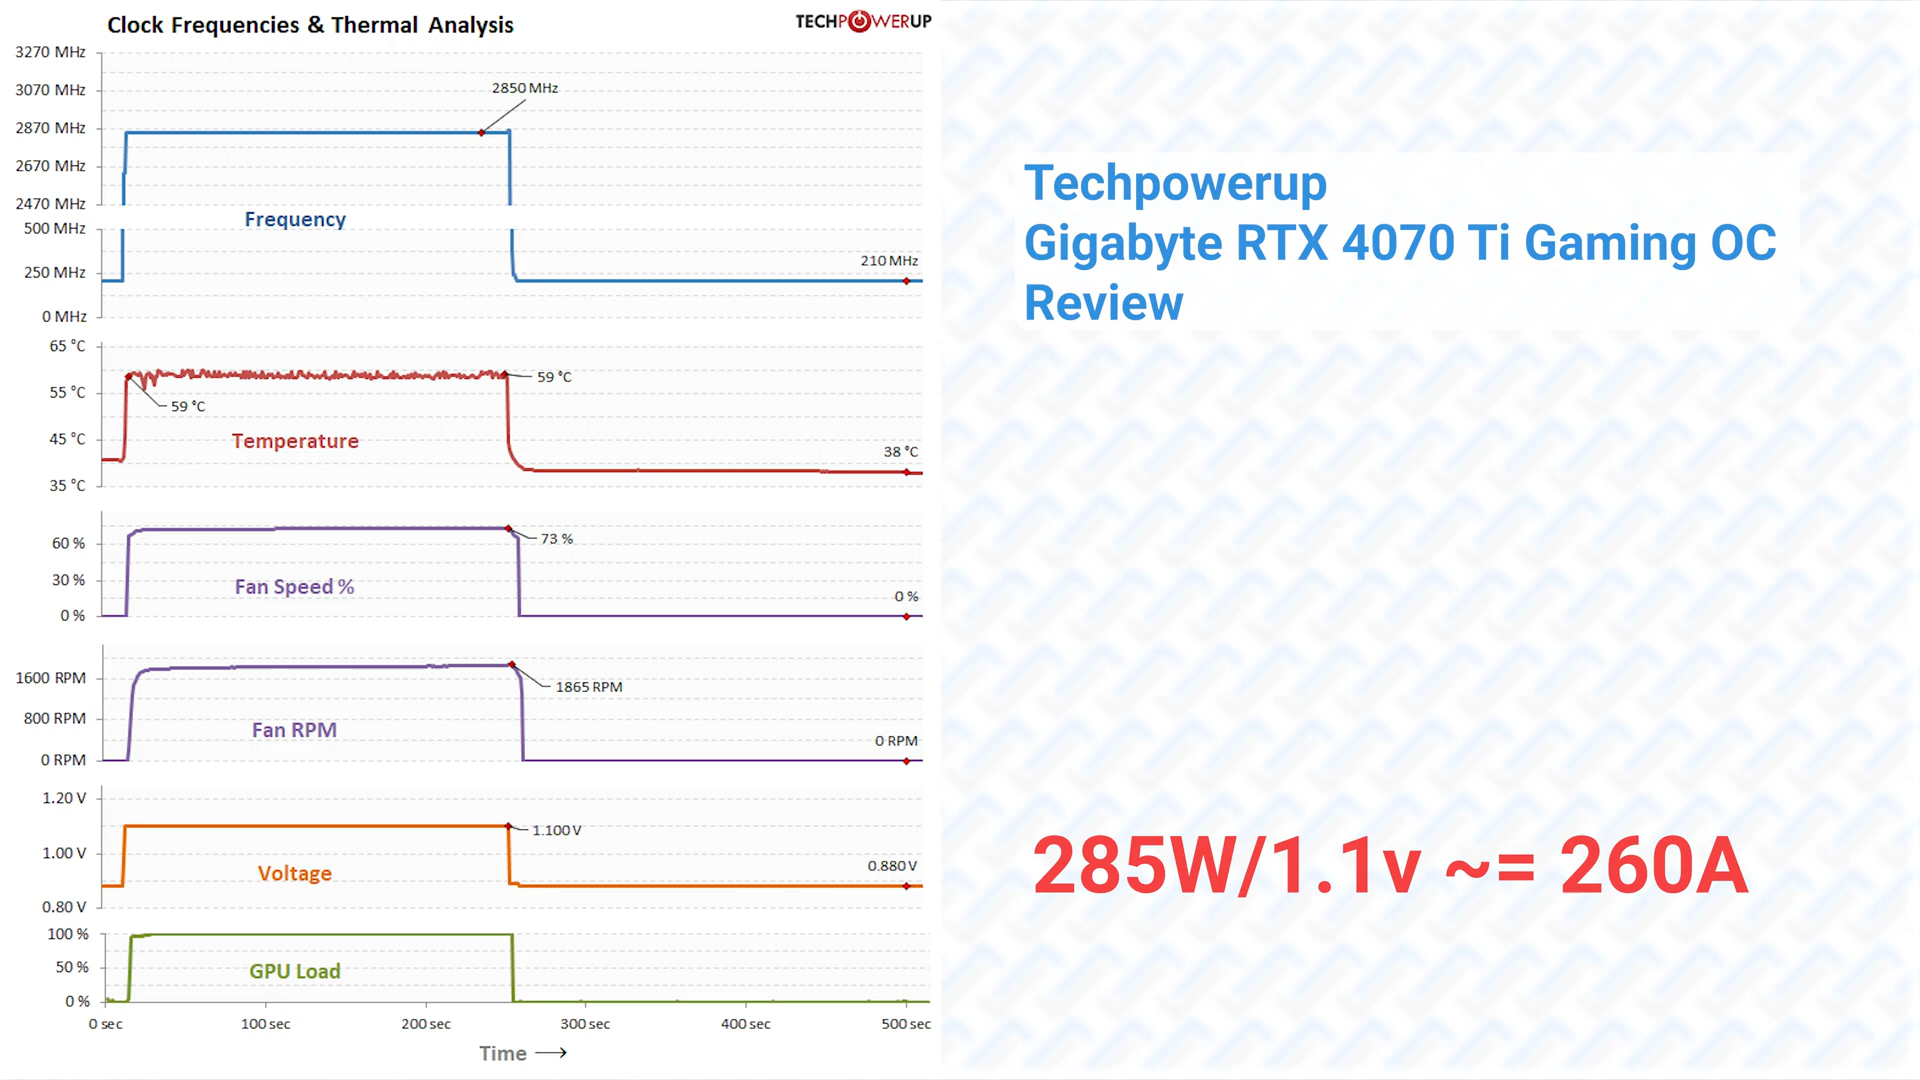 Clock Frequencies & Thermal Analysis
TECHPOWERUP
3270 MHz
3070 MHz
2870 MHz
2670 MHz
2470 MHz
500 MHz
250 MHz
0 MHz
2850 MHz
Frequency
210 MHz
65 °C
55 °C
45 °C
35 °C
59 °C
59 °C
Temperature
38 °C
60 %
30 %
0 %
73 %
Fan Speed %
0 %
1600 RPM
800 RPM
0 RPM
1865 RPM
Fan RPM
0 RPM
1.20 V
1.00 V
0.80 V
1.100 V
Voltage
0.880 V
100 %
50 %
0 %
GPU Load
0 sec
100 sec
200 sec
300 sec
400 sec
500 sec
Time
Techpowerup
Gigabyte RTX 4070 Ti Gaming OC
Review
285W/1.1v ~= 260A